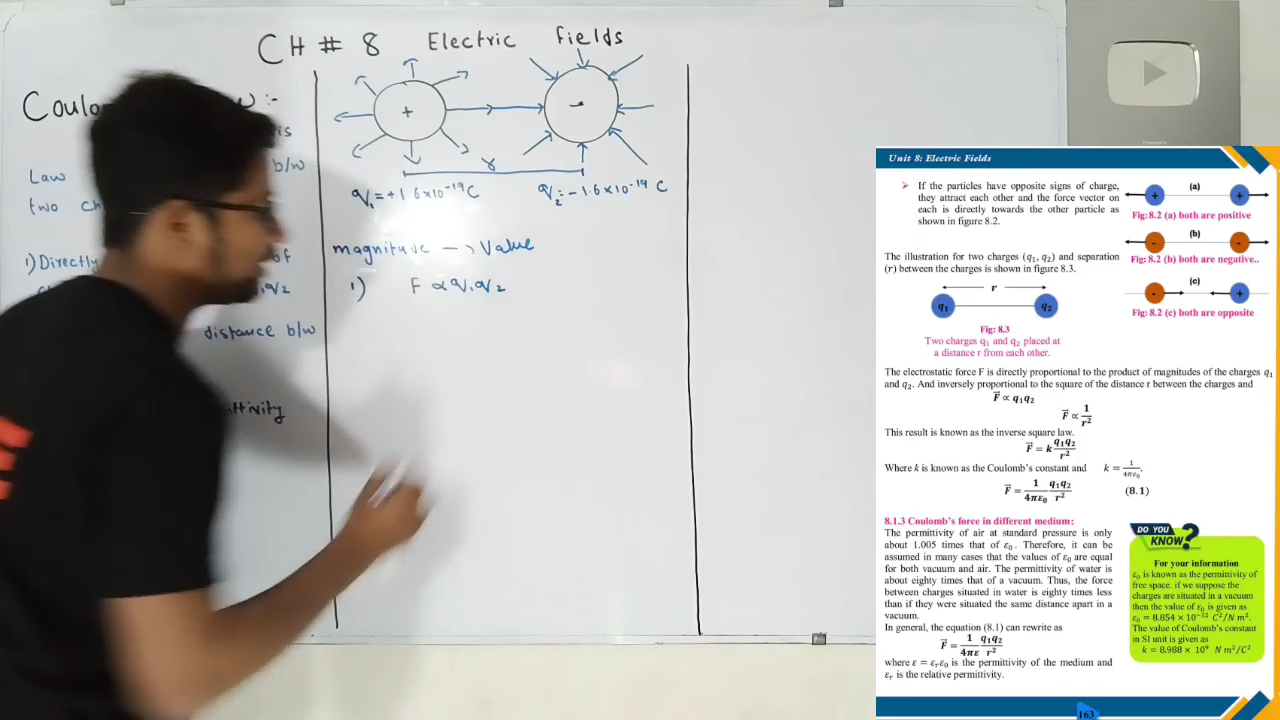 CH # 8 Electric fields
:-
is
Law b/w
two
1) Directly of
q₂
distance b/w
+ -
r
q₁ = +1.6x10⁻¹⁹C q₂ = -1.6x10⁻¹⁹ C
magnitude → Value
1) F ∝ q₁q₂
Unit 8: Electric Fields
➤ If the particles have opposite signs of charge,
they attract each other and the force vector on
each is directly towards the other particle as
shown in figure 8.2.
(a)
+ +
Fig: 8.2 (a) both are positive
(b)
- -
Fig: 8.2 (b) both are negative..
(c)
- +
Fig: 8.2 (c) both are opposite
The illustration for two charges (q₁, q₂) and separation
(r) between the charges is shown in figure 8.3.
r
q₁ q₂
Fig: 8.3
Two charges q₁ and q₂ placed at
a distance r from each other.
The electrostatic force F is directly proportional to the product of magnitudes of the charges q₁
and q₂. And inversely proportional to the square of the distance r between the charges and
F⃗ ∝ q₁q₂
F⃗ ∝ 1/r²
This result is known as the inverse square law.
F⃗ = k q₁q₂/r²
Where k is known as the Coulomb's constant and k = 1/4πε₀.
F⃗ = 1/4πε₀ q₁q₂/r² (8.1)
8.1.3 Coulomb's force in different medium:
The permittivity of air at standard pressure is only
about 1.005 times that of ε₀. Therefore, it can be
assumed in many cases that the values of ε₀ are equal
for both vacuum and air. The permittivity of water is
about eighty times that of a vacuum. Thus, the force
between charges situated in water is eighty times less
than if they were situated the same distance apart in a
vacuum.
In general, the equation (8.1) can rewrite as
F⃗ = 1/4πε q₁q₂/r²
where ε = εᵣε₀ is the permittivity of the medium and
εᵣ is the relative permittivity.
DO YOU
KNOW?
For your information
ε₀ is known as the permittivity of
free space. if we suppose the
charges are situated in a vacuum
then the value of ε₀ is given as
ε₀ = 8.854 × 10⁻¹² C²/N m².
The value of Coulomb's constant
in SI unit is given as
k = 8.988 × 10⁹ N m²/C²
163